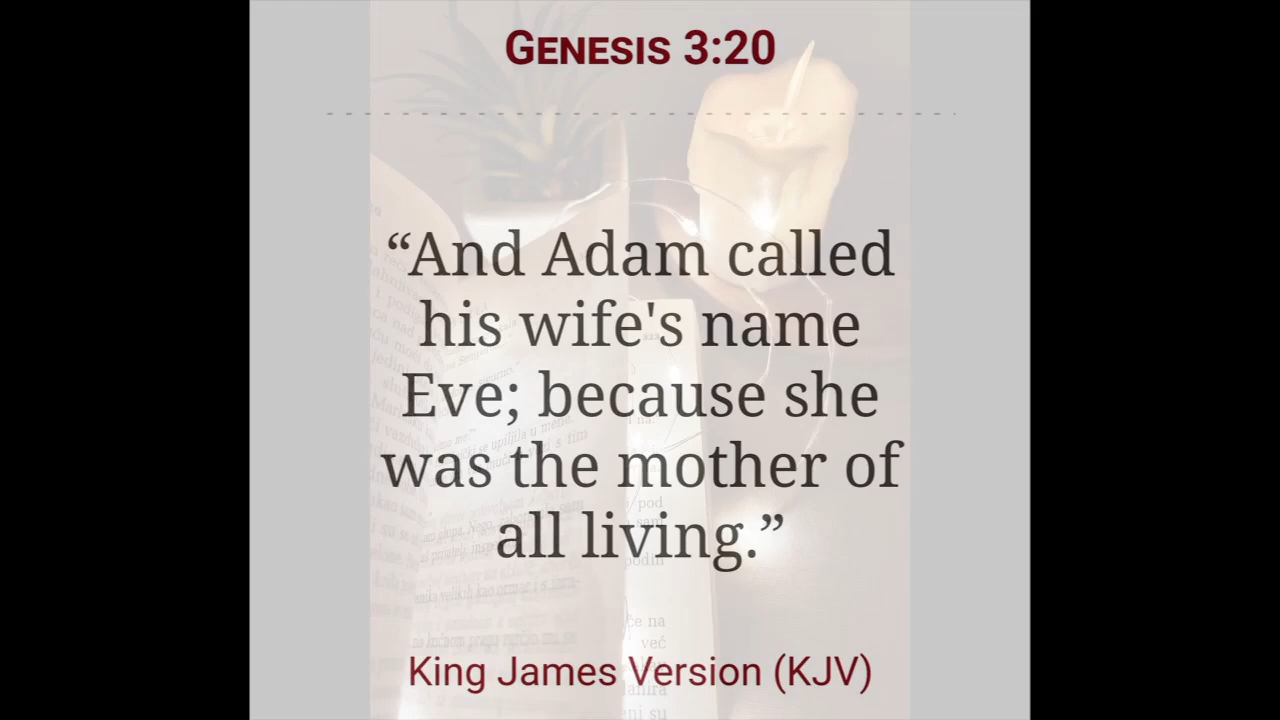 GENESIS 3:20
“And Adam called
his wife's name
Eve; because she
was the mother of
all living.”
King James Version (KJV)